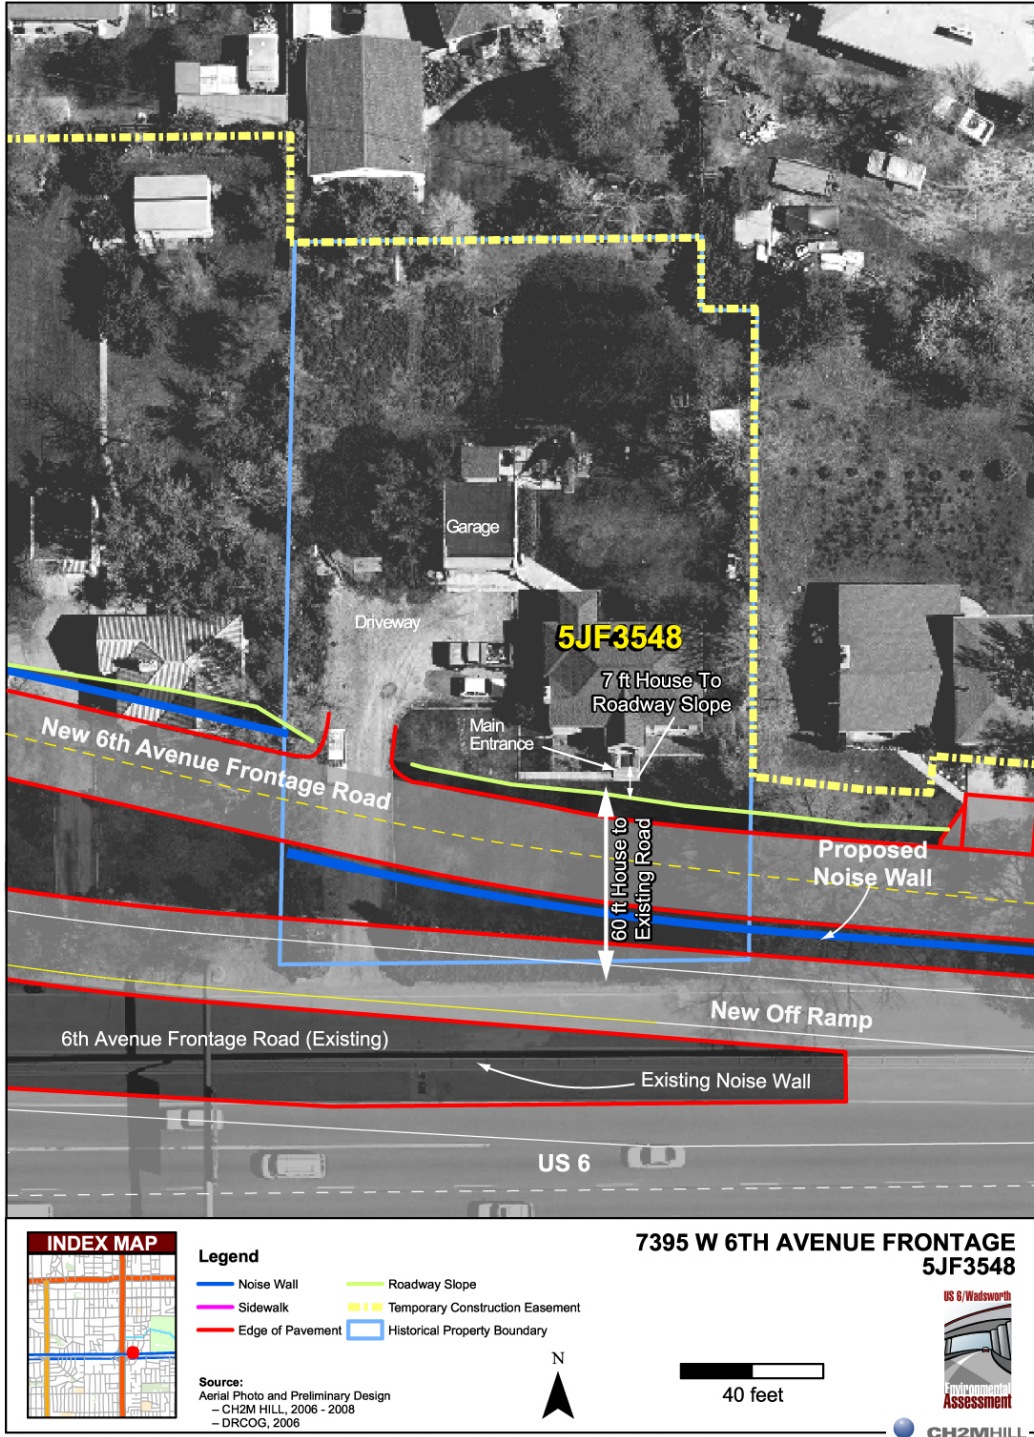 Garage
Driveway
5JF3548
7 ft House To
Roadway Slope
Main
Entrance
New 6th Avenue Frontage Road
60 ft House to
Existing Road
Proposed
Noise Wall
New Off Ramp
6th Avenue Frontage Road (Existing)
Existing Noise Wall
US 6
INDEX MAP
Legend
Noise Wall
Roadway Slope
Sidewalk
Temporary Construction Easement
Edge of Pavement
Historical Property Boundary
Source:
Aerial Photo and Preliminary Design
– CH2M HILL, 2006 - 2008
– DRCOG, 2006
N
40 feet
7395 W 6TH AVENUE FRONTAGE
5JF3548
US 6/Wadsworth
Environmental
Assessment
CH2MHILL